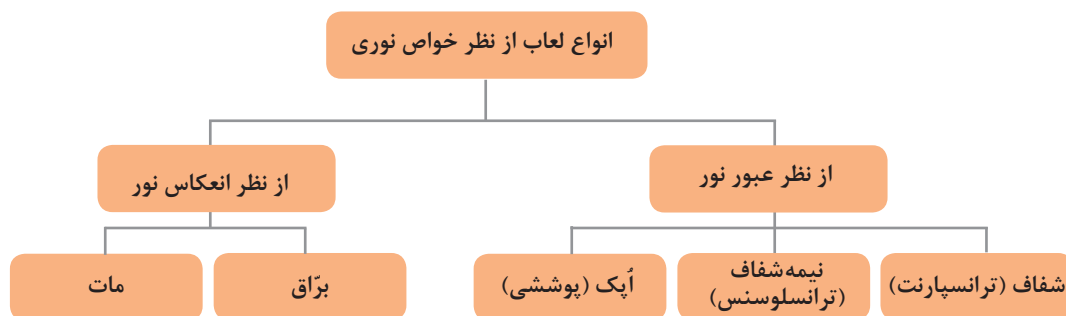 انواع لعاب از نظر خواص نوری
از نظر عبور نور
از نظر انعکاس نور
شفاف (ترانسپارنت)
نیمه‌شفاف
(ترانسلوسنس)
اُپک (پوششی)
برّاق
مات